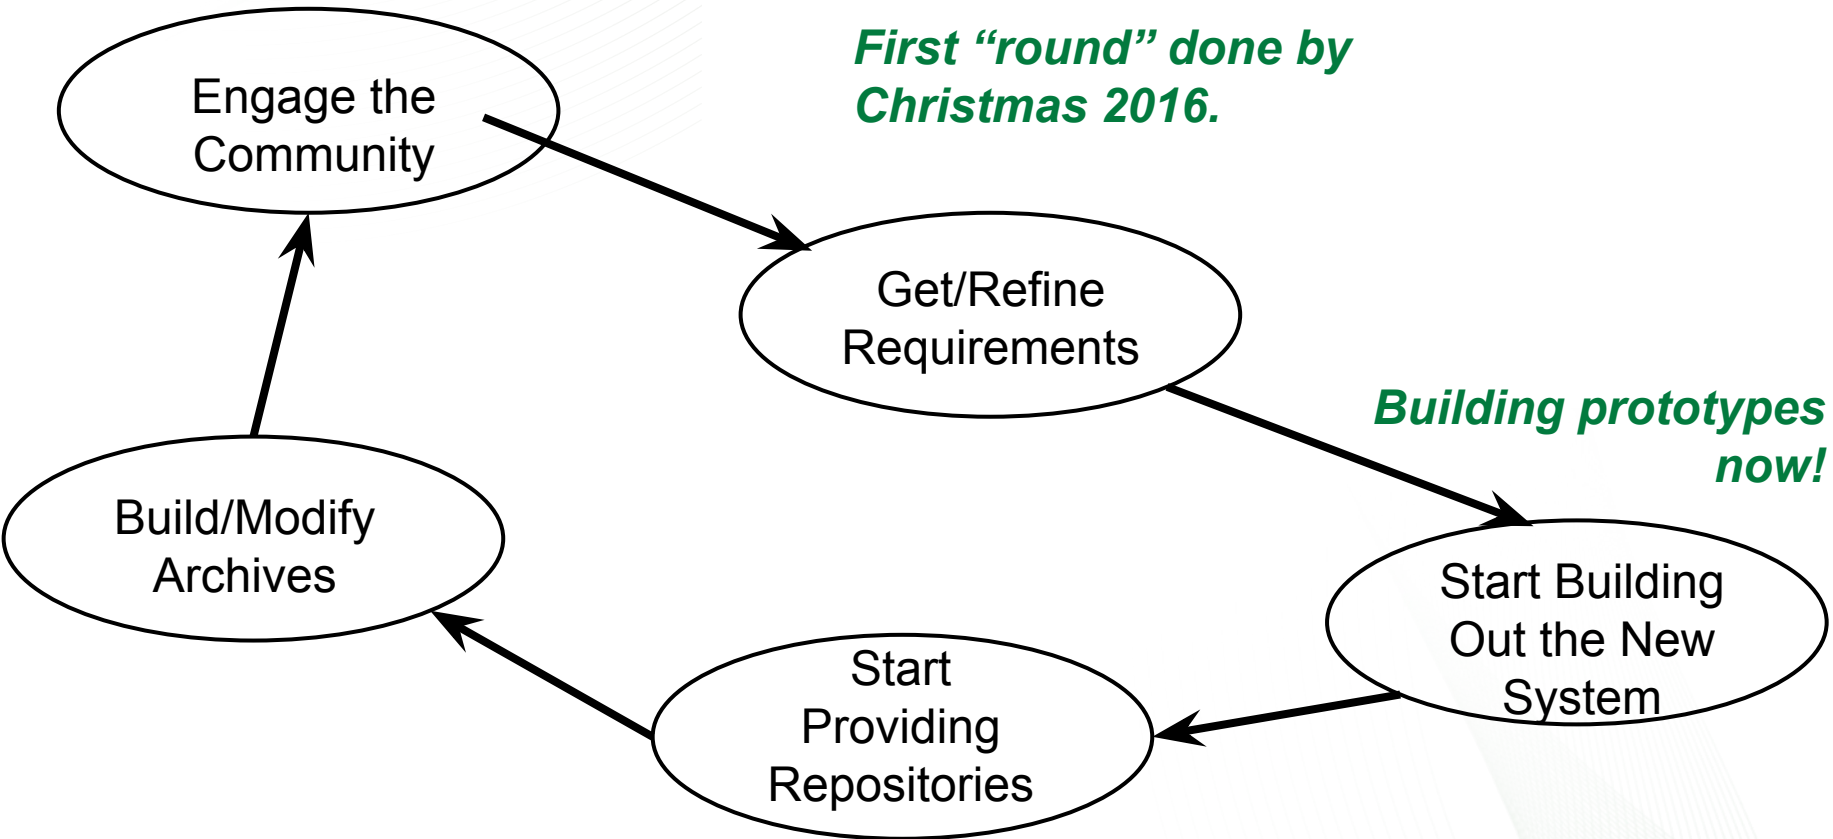 First “round” done by
Christmas 2016.
Engage the
Community
Get/Refine
Requirements
Building prototypes
now!
Build/Modify
Archives
Start Building
Out the New
System
Start
Providing
Repositories